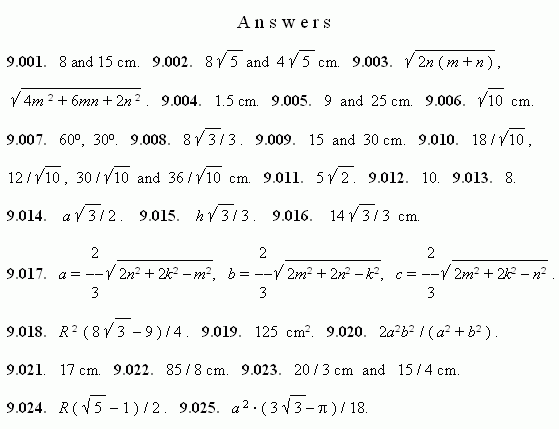 Answers
9.001. 8 and 15 cm. 9.002. 8√5 and 4√5 cm. 9.003. √2n ( m + n ) ,
√4m² + 6mn + 2n² . 9.004. 1.5 cm. 9.005. 9 and 25 cm. 9.006. √10 cm.
9.007. 60º, 30º. 9.008. 8√3 / 3 . 9.009. 15 and 30 cm. 9.010. 18 / √10 ,
12 / √10 , 30 / √10 and 36 / √10 cm. 9.011. 5√2 . 9.012. 10. 9.013. 8.
9.014. a√3 / 2 . 9.015. h√3 / 3 . 9.016. 14√3 / 3 cm.
2 2 2
9.017. a = ––√2n² + 2k² – m², b = ––√2m² + 2n² – k², c = ––√2m² + 2k² – n² .
3 3 3
9.018. R² ( 8√3 – 9 ) / 4 . 9.019. 125 cm². 9.020. 2a²b² / ( a² + b² ) .
9.021. 17 cm. 9.022. 85 / 8 cm. 9.023. 20 / 3 cm and 15 / 4 cm.
9.024. R ( √5 – 1 ) / 2 . 9.025. a² · ( 3√3 – π ) / 18.